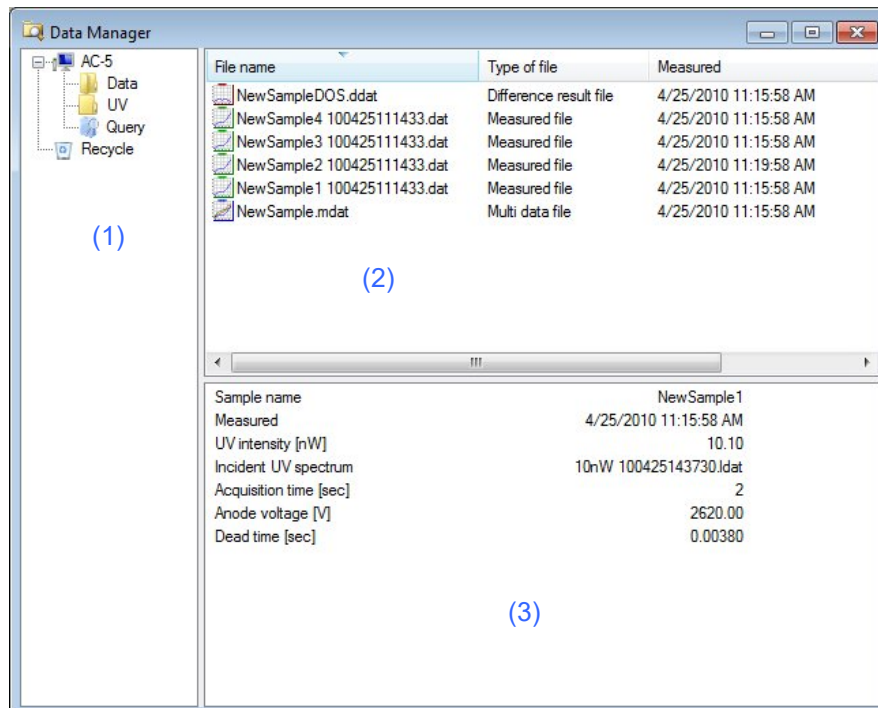 Data Manager
AC-5
Data
UV
Query
Recycle
(1)
File name Type of file Measured
NewSampleDOS.ddat Difference result file 4/25/2010 11:15:58 AM
NewSample4 100425111433.dat Measured file 4/25/2010 11:15:58 AM
NewSample3 100425111433.dat Measured file 4/25/2010 11:15:58 AM
NewSample2 100425111433.dat Measured file 4/25/2010 11:19:58 AM
NewSample1 100425111433.dat Measured file 4/25/2010 11:15:58 AM
NewSample.mdat Multi data file 4/25/2010 11:15:58 AM
(2)
Sample name NewSample1
Measured 4/25/2010 11:15:58 AM
UV intensity [nW] 10.10
Incident UV spectrum 10nW 100425143730.ldat
Acquisition time [sec] 2
Anode voltage [V] 2620.00
Dead time [sec] 0.00380
(3)